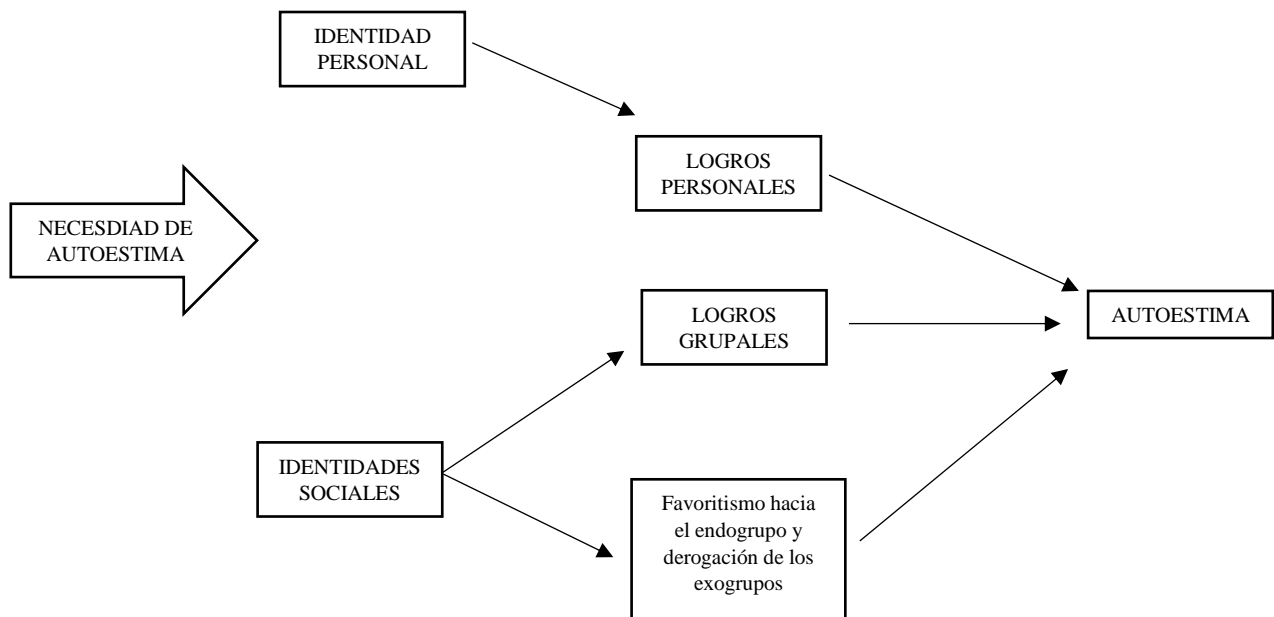 IDENTIDAD
PERSONAL
LOGROS
PERSONALES
NECESDIAD DE
AUTOESTIMA
LOGROS
GRUPALES
AUTOESTIMA
IDENTIDADES
SOCIALES
Favoritismo hacia
el endogrupo y
derogación de los
exogrupos